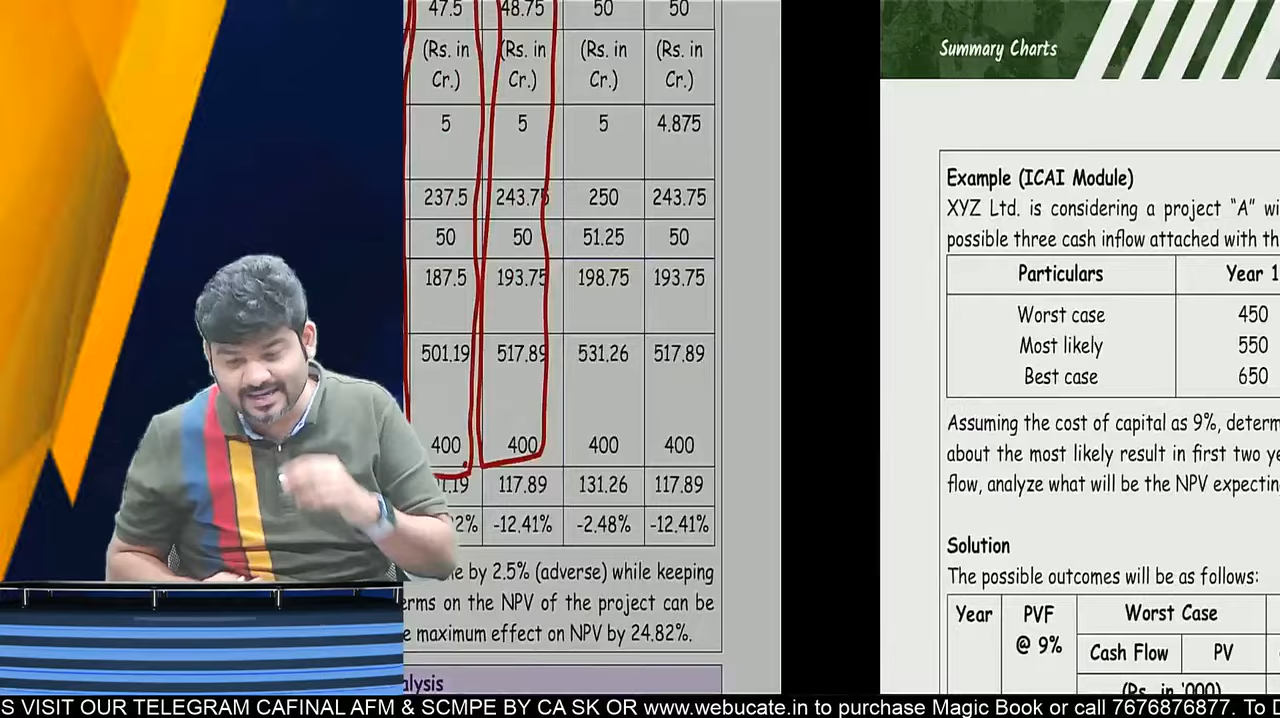 47.5 48.75 50 50
(Rs. in (Rs. in (Rs. in (Rs. in
Cr.) Cr.) Cr.) Cr.)
5 5 5 4.875
237.5 243.75 250 243.75
50 50 51.25 50
187.5 193.75 198.75 193.75
501.19 517.89 531.26 517.89
400 400 400 400
117.89 131.26 117.89
-12.41% -2.48% -12.41%
by 2.5% (adverse) while keeping
on the NPV of the project can be
maximum effect on NPV by 24.82%.
Summary Charts
Example (ICAI Module)
XYZ Ltd. is considering a project “A”
possible three cash inflow attached with
Particulars Year 1
Worst case 450
Most likely 550
Best case 650
Assuming the cost of capital as 9%,
about the most likely result in first two
flow, analyze what will be the NPV
Solution
The possible outcomes will be as follows:
Year PVF Worst Case
@ 9% Cash Flow PV
(Rs. in '000)
S VISIT OUR TELEGRAM CAFINAL AFM & SCMPE BY CA SK OR www.webucate.in to purchase Magic Book or call 7676876877. To